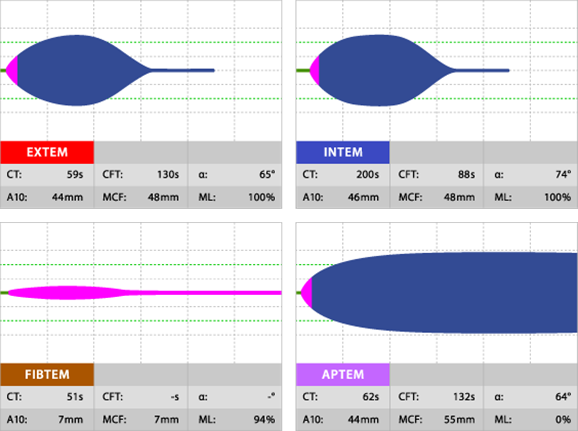 EXTEM
CT: 59s CFT: 130s α: 65°
A10: 44mm MCF: 48mm ML: 100%
INTEM
CT: 200s CFT: 88s α: 74°
A10: 46mm MCF: 48mm ML: 100%
FIBTEM
CT: 51s CFT: -s α: -°
A10: 7mm MCF: 7mm ML: 94%
APTEM
CT: 62s CFT: 132s α: 64°
A10: 44mm MCF: 55mm ML: 0%